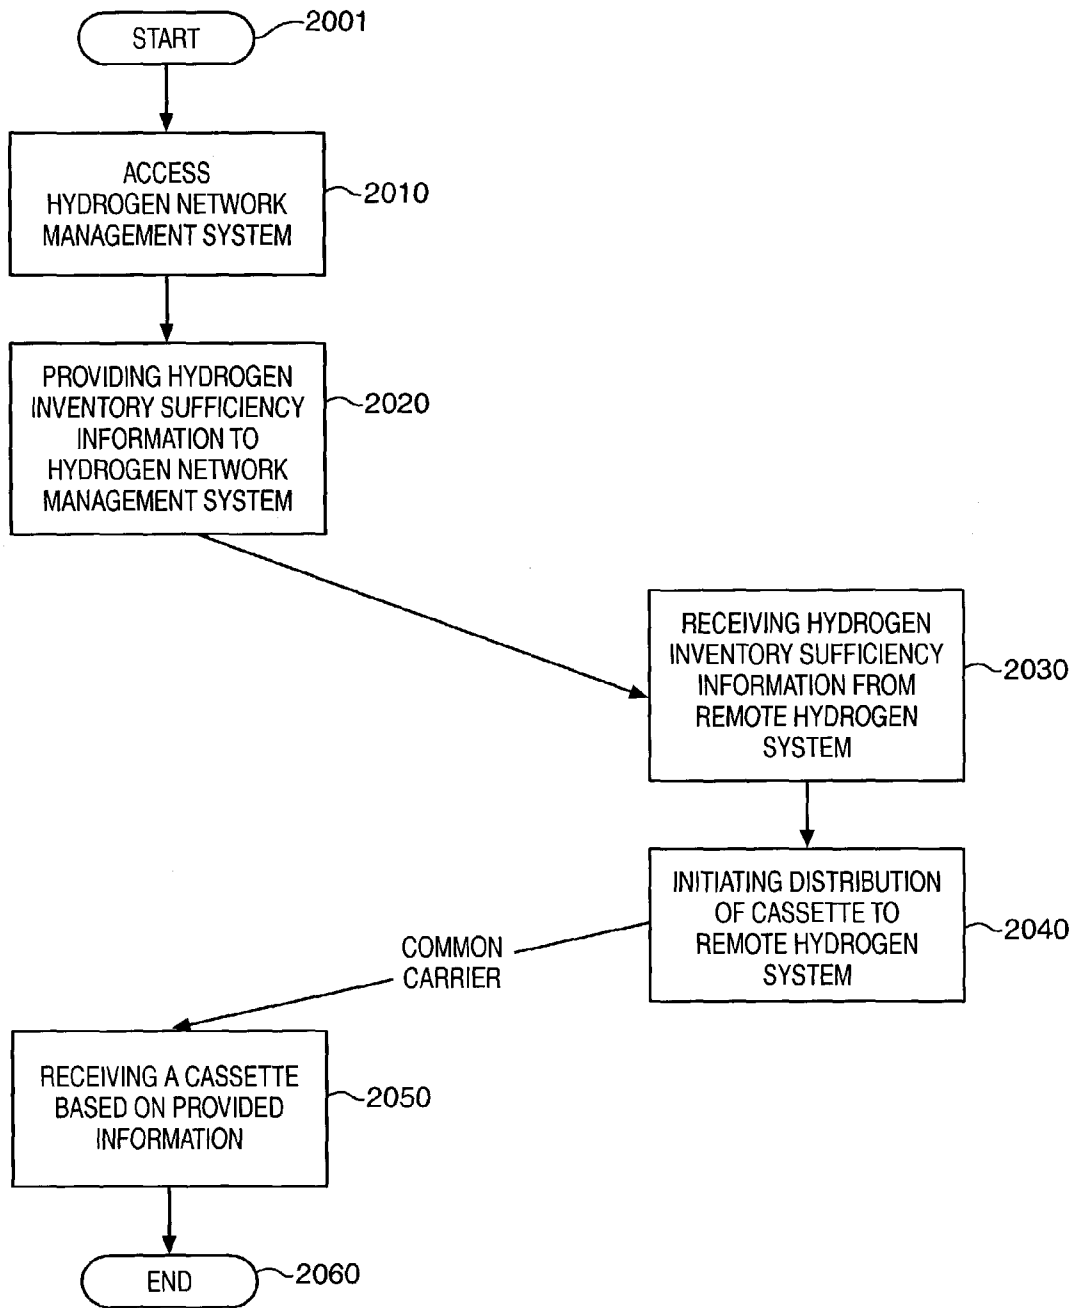 START
2001
ACCESS
HYDROGEN NETWORK
MANAGEMENT SYSTEM
2010
PROVIDING HYDROGEN
INVENTORY SUFFICIENCY
INFORMATION TO
HYDROGEN NETWORK
MANAGEMENT SYSTEM
2020
RECEIVING HYDROGEN
INVENTORY SUFFICIENCY
INFORMATION FROM
REMOTE HYDROGEN
SYSTEM
2030
INITIATING DISTRIBUTION
OF CASSETTE TO
REMOTE HYDROGEN
SYSTEM
2040
COMMON
CARRIER
RECEIVING A CASSETTE
BASED ON PROVIDED
INFORMATION
2050
END
2060